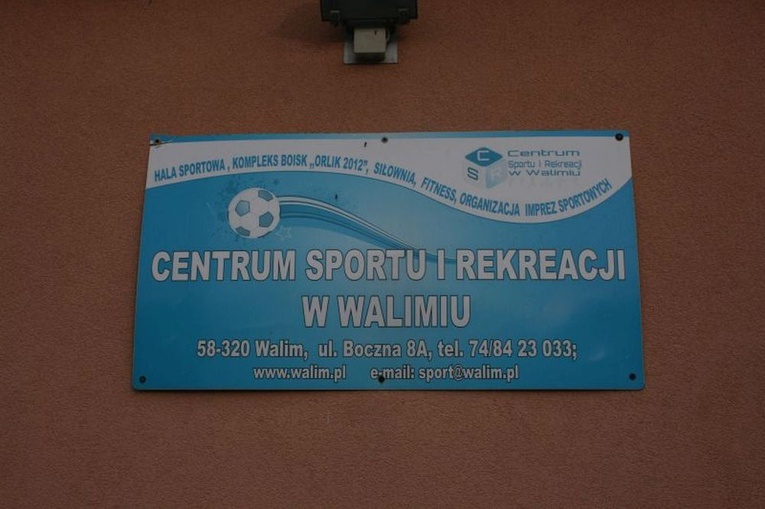 HALA SPORTOWA, KOMPLEKS BOISK „ORLIK 2012”, SIŁOWNIA, FITNESS, ORGANIZACJA IMPREZ SPORTOWYCH
C
S R
Centrum
Sportu i Rekreacji
w Walimiu
CENTRUM SPORTU I REKREACJI
W WALIMIU
58-320 Walim, ul. Boczna 8A, tel. 74/84 23 033;
www.walim.pl e-mail: sport@walim.pl